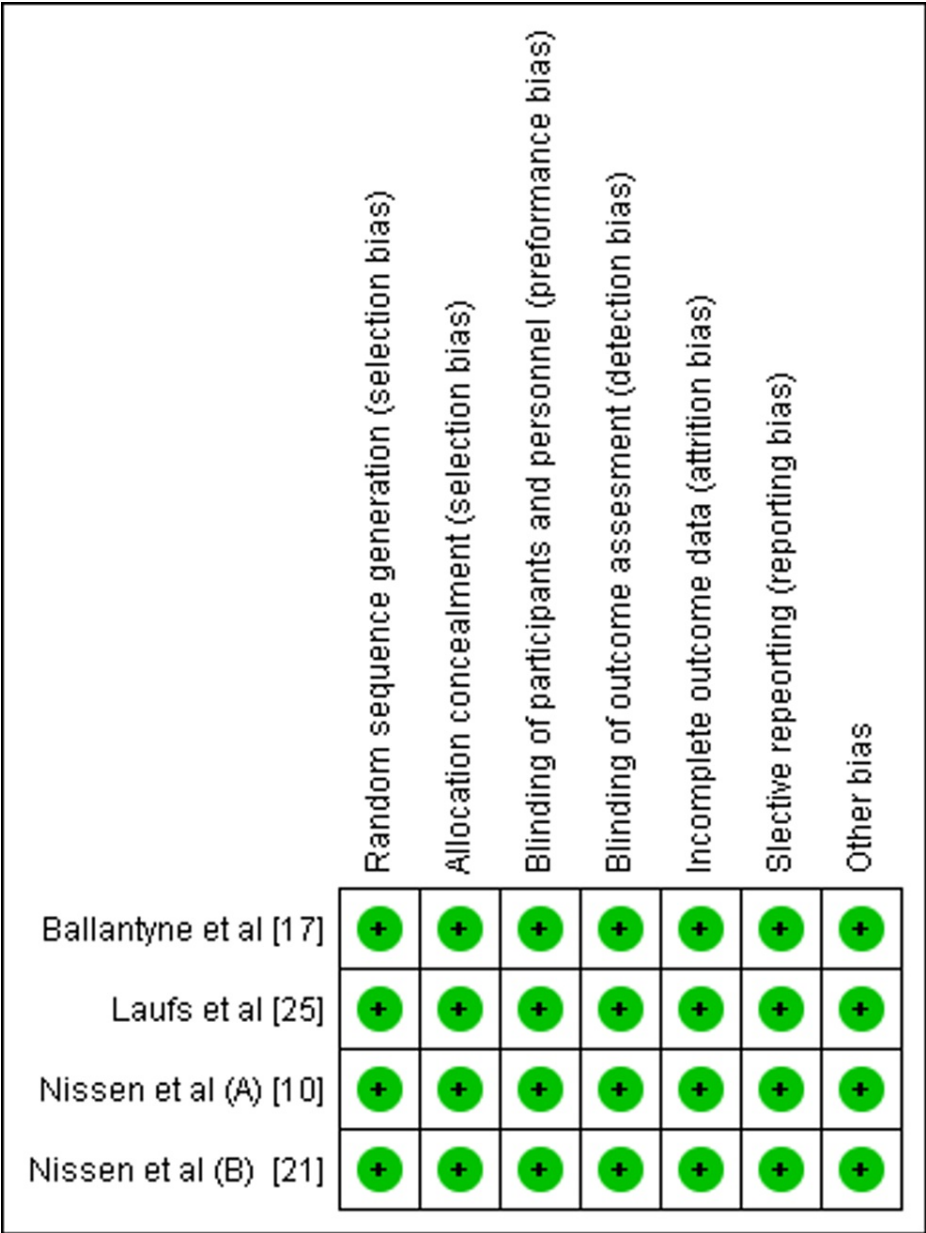 Random sequence generation (selection bias)
Allocation concealment (selection bias)
Blinding of participants and personnel (preformance bias)
Blinding of outcome assessment (detection bias)
Incomplete outcome data (attrition bias)
Slective repeorting (reporting bias)
Other bias
Ballantyne et al [17] + + + + + + +
Laufs et al [25] + + + + + + +
Nissen et al (A) [10] + + + + + + +
Nissen et al (B) [21] + + + + + + +